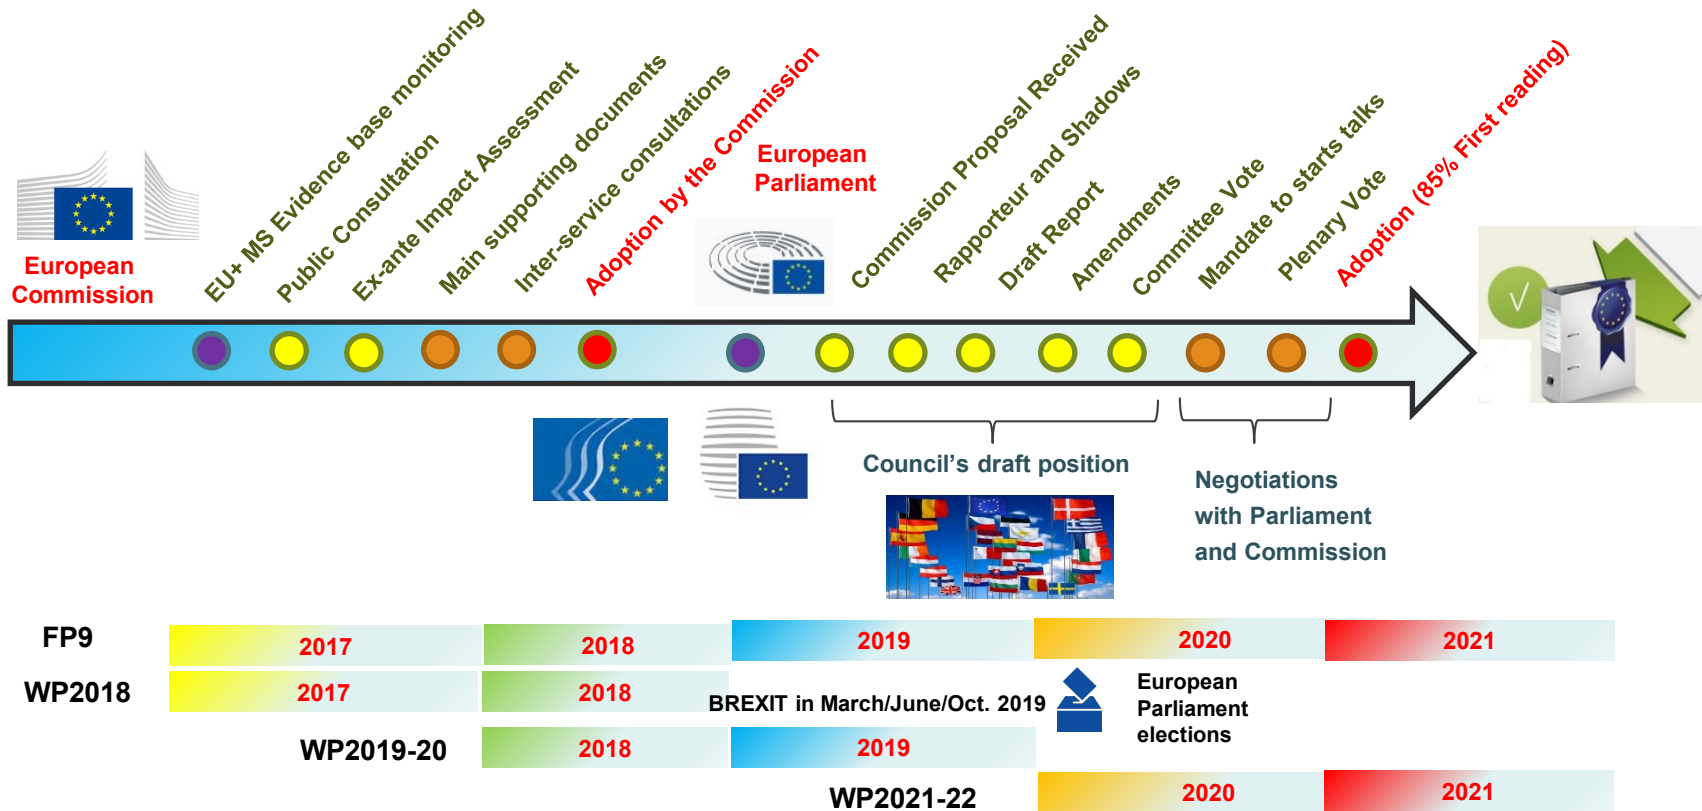 EU+ MS Evidence base monitoring
Public Consultation
Ex-ante Impact Assessment
Main supporting documents
Inter-service consultations
Adoption by the Commission
European
Parliament
Commission Proposal Received
Rapporteur and Shadows
Draft Report
Amendments
Committee Vote
Mandate to starts talks
Plenary Vote
Adoption (85% First reading)
European
Commission
Council's draft position
Negotiations
with Parliament
and Commission
FP9
2017
2018
2019
2020
2021
WP2018
2017
2018
BREXIT in March/June/Oct. 2019
European
Parliament
elections
WP2019-20
2018
2019
WP2021-22
2020
2021